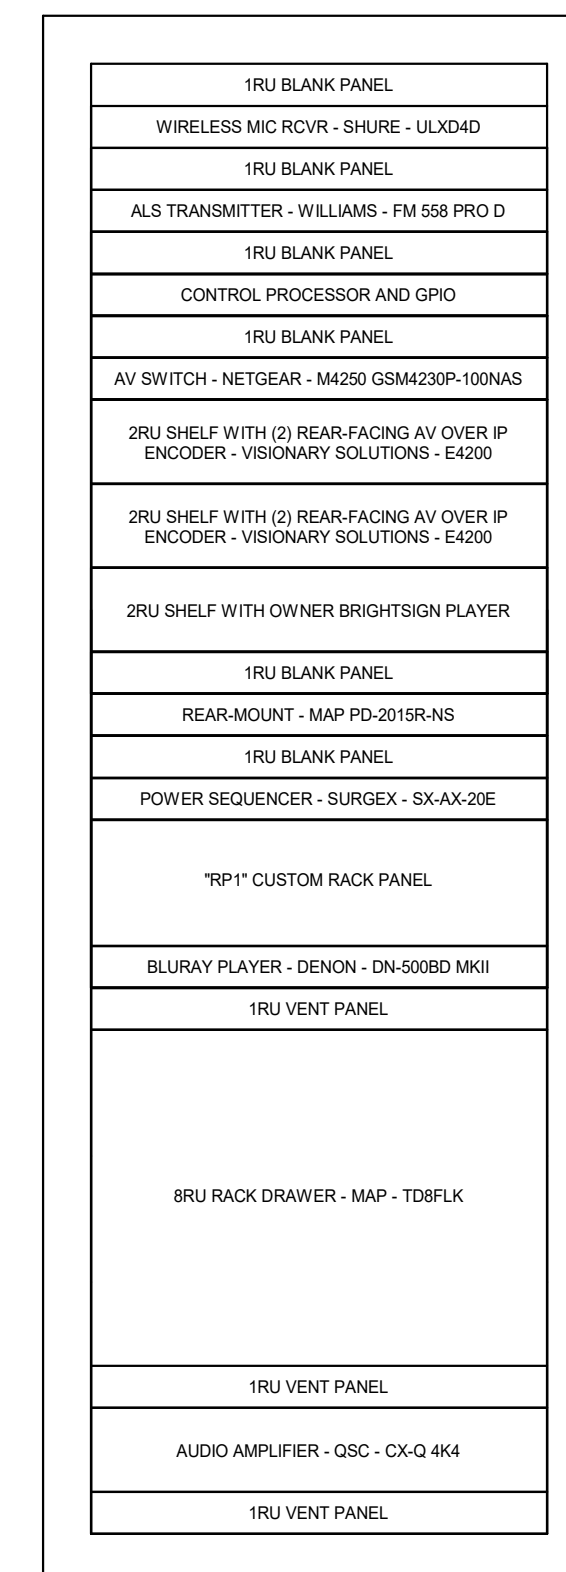 1RU BLANK PANEL
WIRELESS MIC RCVR - SHURE - ULXD4D
1RU BLANK PANEL
ALS TRANSMITTER - WILLIAMS - FM 558 PRO D
1RU BLANK PANEL
CONTROL PROCESSOR AND GPIO
1RU BLANK PANEL
AV SWITCH - NETGEAR - M4250 GSM4230P-100NAS
2RU SHELF WITH (2) REAR-FACING AV OVER IP
ENCODER - VISIONARY SOLUTIONS - E4200
2RU SHELF WITH (2) REAR-FACING AV OVER IP
ENCODER - VISIONARY SOLUTIONS - E4200
2RU SHELF WITH OWNER BRIGHTSIGN PLAYER
1RU BLANK PANEL
REAR-MOUNT - MAP PD-2015R-NS
1RU BLANK PANEL
POWER SEQUENCER - SURGEX - SX-AX-20E
"RP1" CUSTOM RACK PANEL
BLURAY PLAYER - DENON - DN-500BD MKII
1RU VENT PANEL
8RU RACK DRAWER - MAP - TD8FLK
1RU VENT PANEL
AUDIO AMPLIFIER - QSC - CX-Q 4K4
1RU VENT PANEL